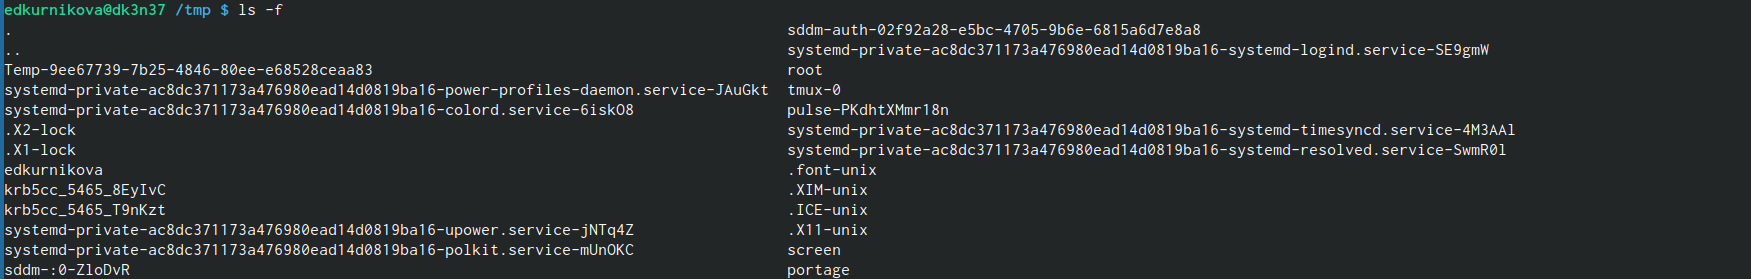 edkurnikova@dk3n37 /tmp $ ls -f
. sddm-auth-02f92a28-e5bc-4705-9b6e-6815a6d7e8a8
.. systemd-private-ac8dc371173a476980ead14d0819ba16-systemd-logind.service-SE9gmW
Temp-9ee67739-7b25-4846-80ee-e68528ceaa83 root
systemd-private-ac8dc371173a476980ead14d0819ba16-power-profiles-daemon.service-JAuGkt tmux-0
systemd-private-ac8dc371173a476980ead14d0819ba16-colord.service-6iskO8 pulse-PKdhtXMmr18n
.X2-lock systemd-private-ac8dc371173a476980ead14d0819ba16-systemd-timesyncd.service-4M3AAl
.X1-lock systemd-private-ac8dc371173a476980ead14d0819ba16-systemd-resolved.service-SwmR0l
edkurnikova .font-unix
krb5cc_5465_8EyIvC .XIM-unix
krb5cc_5465_T9nKzt .ICE-unix
systemd-private-ac8dc371173a476980ead14d0819ba16-upower.service-jNTq4Z .X11-unix
systemd-private-ac8dc371173a476980ead14d0819ba16-polkit.service-mUnOKC screen
sddm-:0-ZloDvR portage